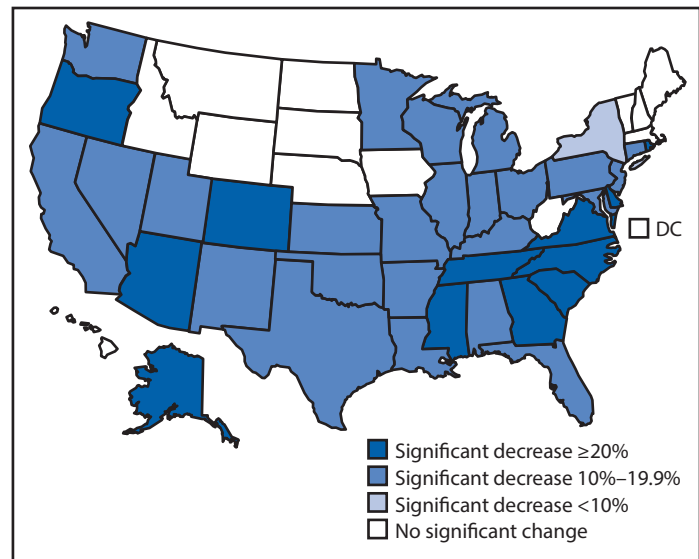 DC
Significant decrease ≥20%
Significant decrease 10%–19.9%
Significant decrease <10%
No significant change